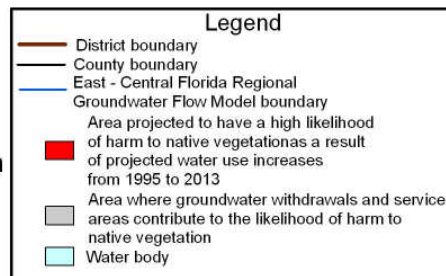 Legend
District boundary
County boundary
East - Central Florida Regional
Groundwater Flow Model boundary
Area projected to have a high likelihood
of harm to native vegetationas a result
of projected water use increases
from 1995 to 2013
Area where groundwater withdrawals and service
areas contribute to the likelihood of harm to
native vegetation
Water body